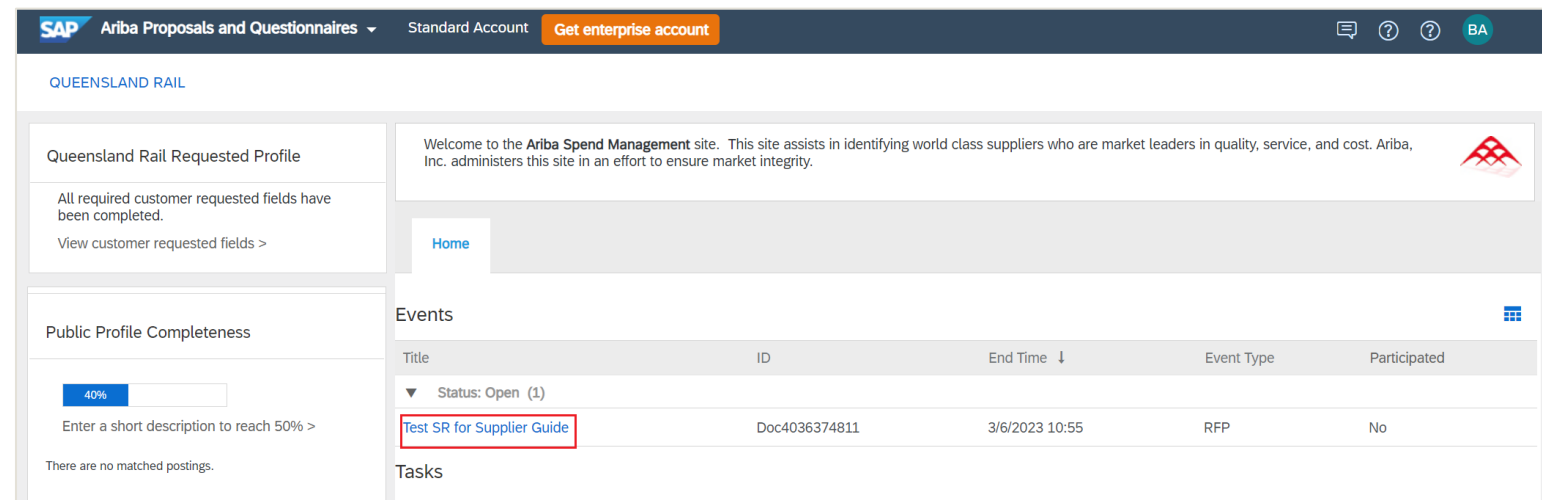 SAP Ariba Proposals and Questionnaires Standard Account Get enterprise account BA
QUEENSLAND RAIL
Queensland Rail Requested Profile
All required customer requested fields have
been completed.
View customer requested fields >
Public Profile Completeness
40%
Enter a short description to reach 50% >
There are no matched postings.
Welcome to the Ariba Spend Management site. This site assists in identifying world class suppliers who are market leaders in quality, service, and cost. Ariba,
Inc. administers this site in an effort to ensure market integrity.
Home
Events
Title ID End Time ↓ Event Type Participated
▼ Status: Open (1)
Test SR for Supplier Guide Doc4036374811 3/6/2023 10:55 RFP No
Tasks